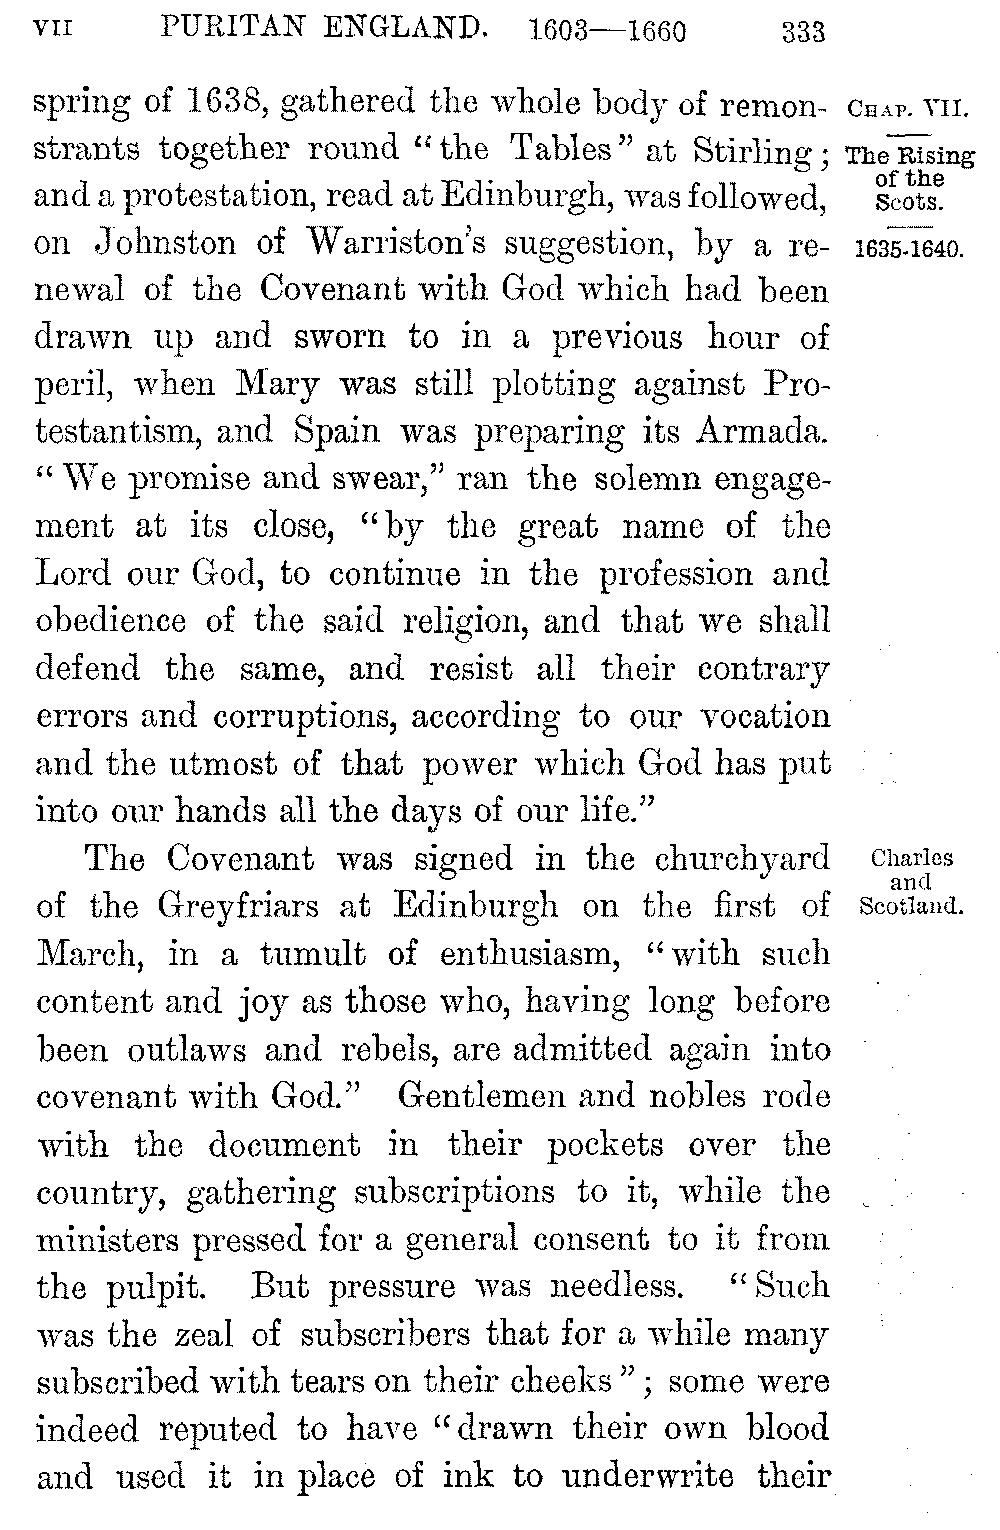 VII PURITAN ENGLAND. 1603—1660 333
spring of 1638, gathered the whole body of remon-
strants together round "the Tables" at Stirling;
and a protestation, read at Edinburgh, was followed,
on Johnston of Warriston's suggestion, by a re-
newal of the Covenant with God which had been
drawn up and sworn to in a previous hour of
peril, when Mary was still plotting against Pro-
testantism, and Spain was preparing its Armada.
"We promise and swear," ran the solemn engage-
ment at its close, "by the great name of the
Lord our God, to continue in the profession and
obedience of the said religion, and that we shall
defend the same, and resist all their contrary
errors and corruptions, according to our vocation
and the utmost of that power which God has put
into our hands all the days of our life."
The Covenant was signed in the churchyard
of the Greyfriars at Edinburgh on the first of
March, in a tumult of enthusiasm, "with such
content and joy as those who, having long before
been outlaws and rebels, are admitted again into
covenant with God." Gentlemen and nobles rode
with the document in their pockets over the
country, gathering subscriptions to it, while the
ministers pressed for a general consent to it from
the pulpit. But pressure was needless. "Such
was the zeal of subscribers that for a while many
subscribed with tears on their cheeks"; some were
indeed reputed to have "drawn their own blood
and used it in place of ink to underwrite their
CHAP. VII.
The Rising
of the
Scots.
1635-1640.
Charles
and
Scotland.